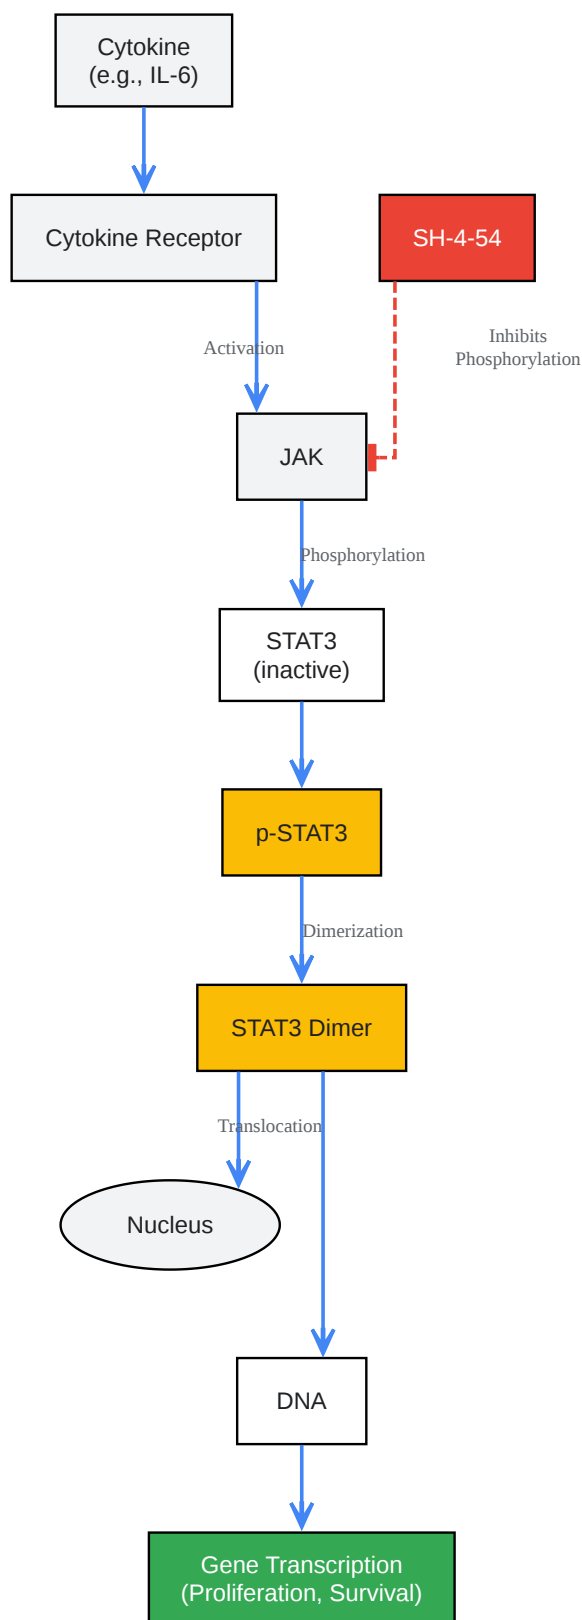 Cytokine
(e.g., IL-6)
Cytokine Receptor
SH-4-54
Activation
Inhibits
Phosphorylation
JAK
Phosphorylation
STAT3
(inactive)
p-STAT3
Dimerization
STAT3 Dimer
Translocation
Nucleus
DNA
Gene Transcription
(Proliferation, Survival)